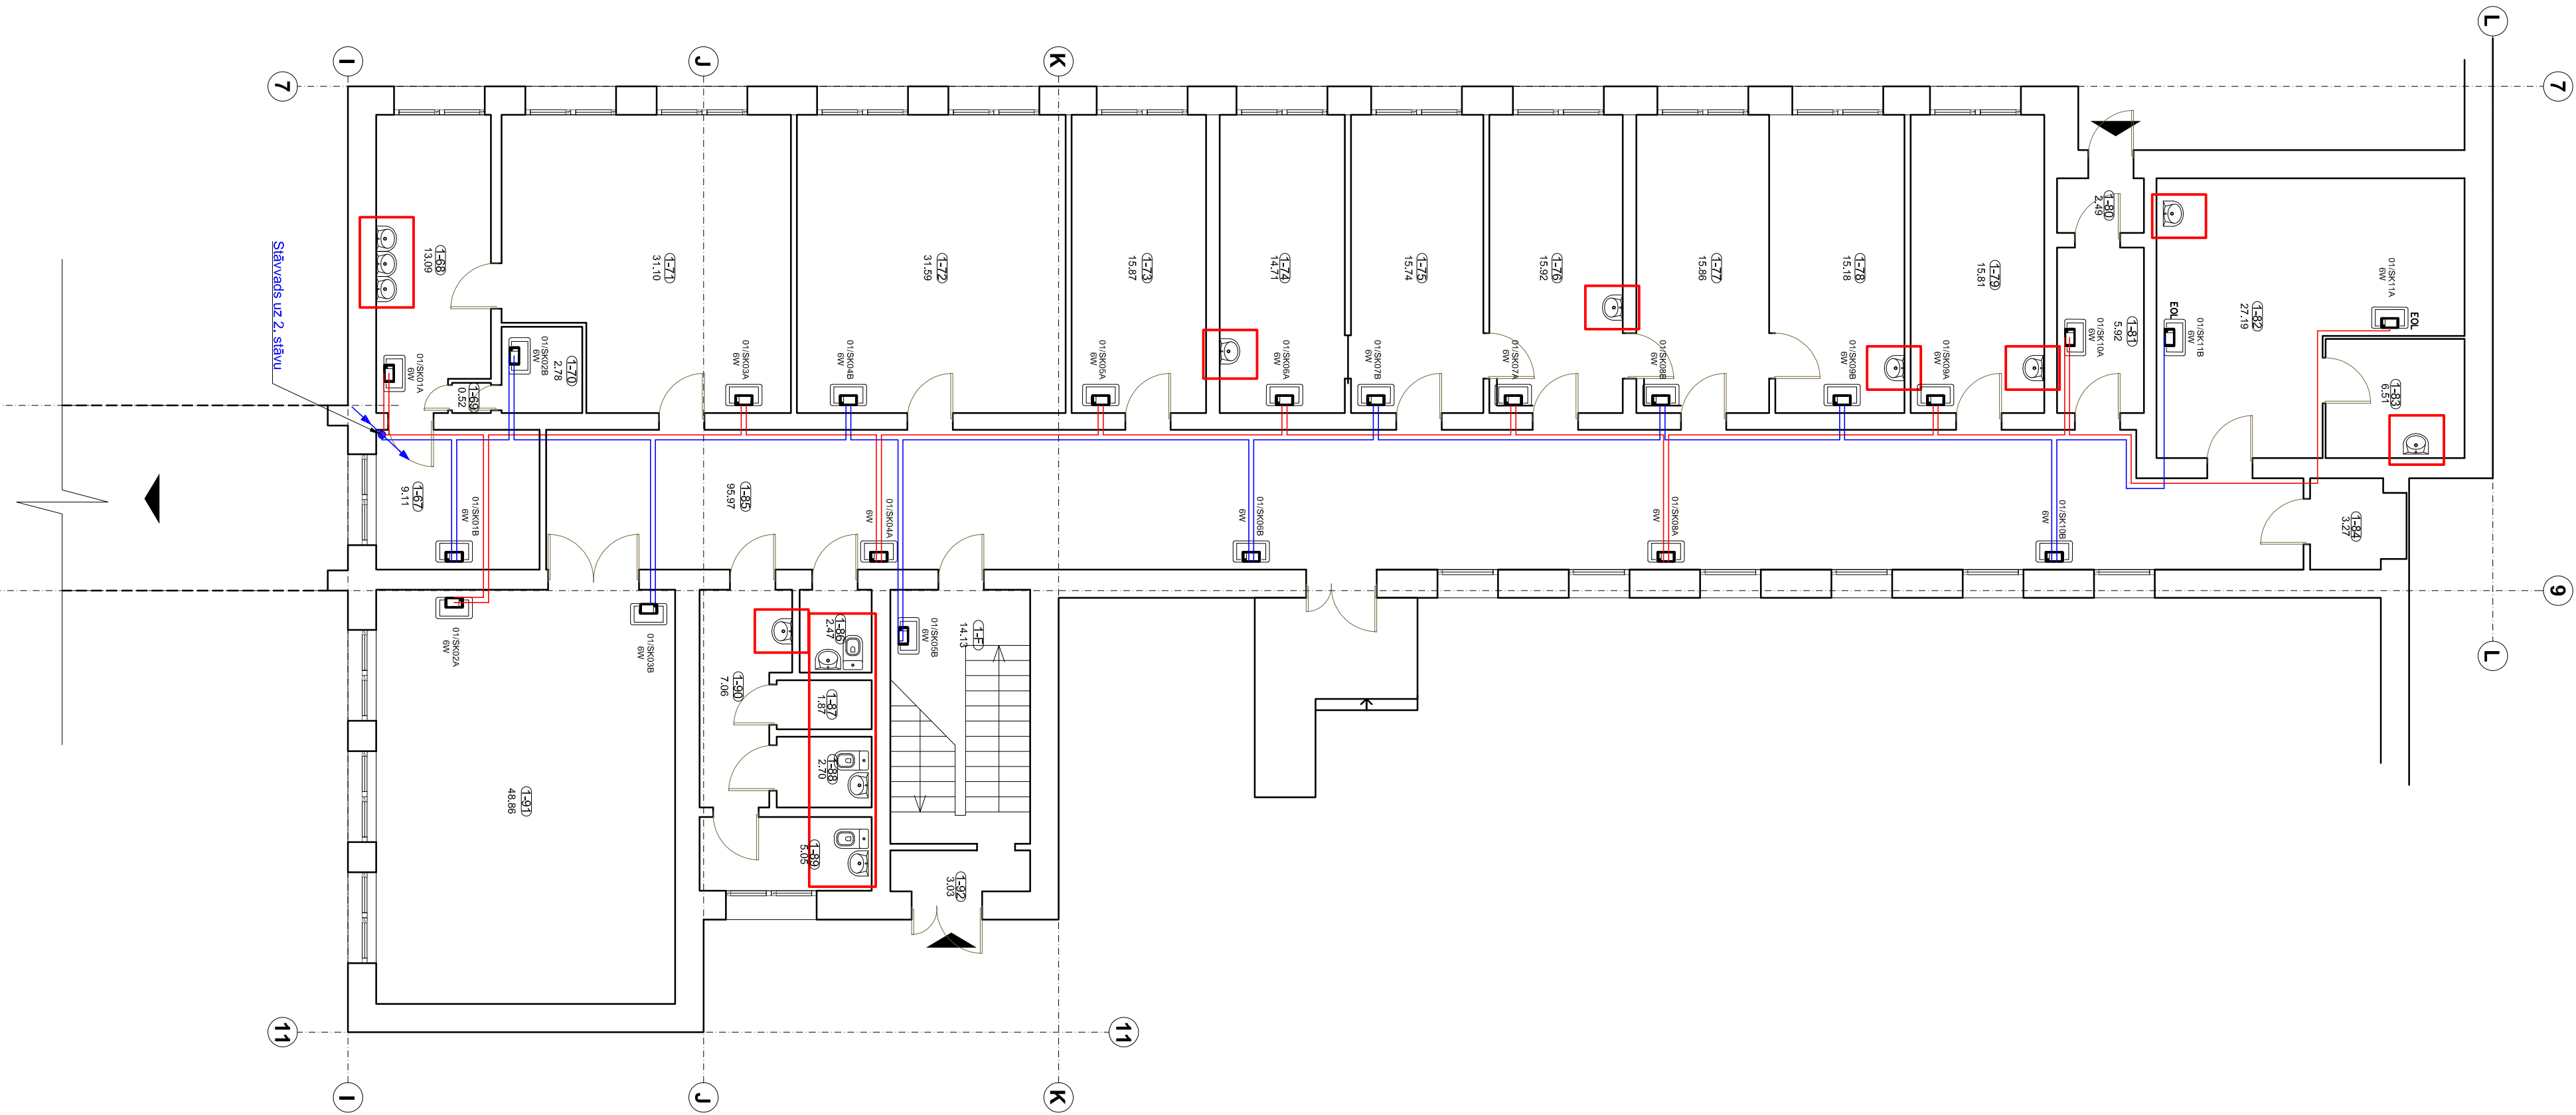 L
I
J
K
7
7
1-68
13.09
1-71
31.10
1-72
31.59
1-73
15.87
1-74
14.71
1-75
15.74
1-76
15.92
1-77
15.86
1-78
15.18
1-79
15.81
1-80
2.49
1-81
5.92
1-82
27.19
1-83
6.51
1-84
3.27
01/SK11A
6W
EOL
EOL
01/SK11B
6W
01/SK10A
6W
Stāvvads uz 2. stāvu
01/SK01A
6W
01/SK02B
6W
1-70
2.78
1-69
0.52
01/SK03A
6W
01/SK04B
6W
01/SK05A
6W
01/SK06A
6W
01/SK07B
6W
01/SK07A
6W
01/SK08B
6W
01/SK09B
6W
01/SK09A
6W
1-67
9.11
01/SK01B
6W
1-85
95.97
01/SK04A
6W
01/SK06B
6W
01/SK08A
6W
01/SK10B
6W
9
01/SK02A
6W
01/SK03B
6W
1-86
2.47
01/SK05B
6W
1-F
14.13
L
1-90
7.06
1-87
1.87
1-88
2.70
1-91
48.86
1-89
5.05
1-92
3.03
11
11
I
J
K